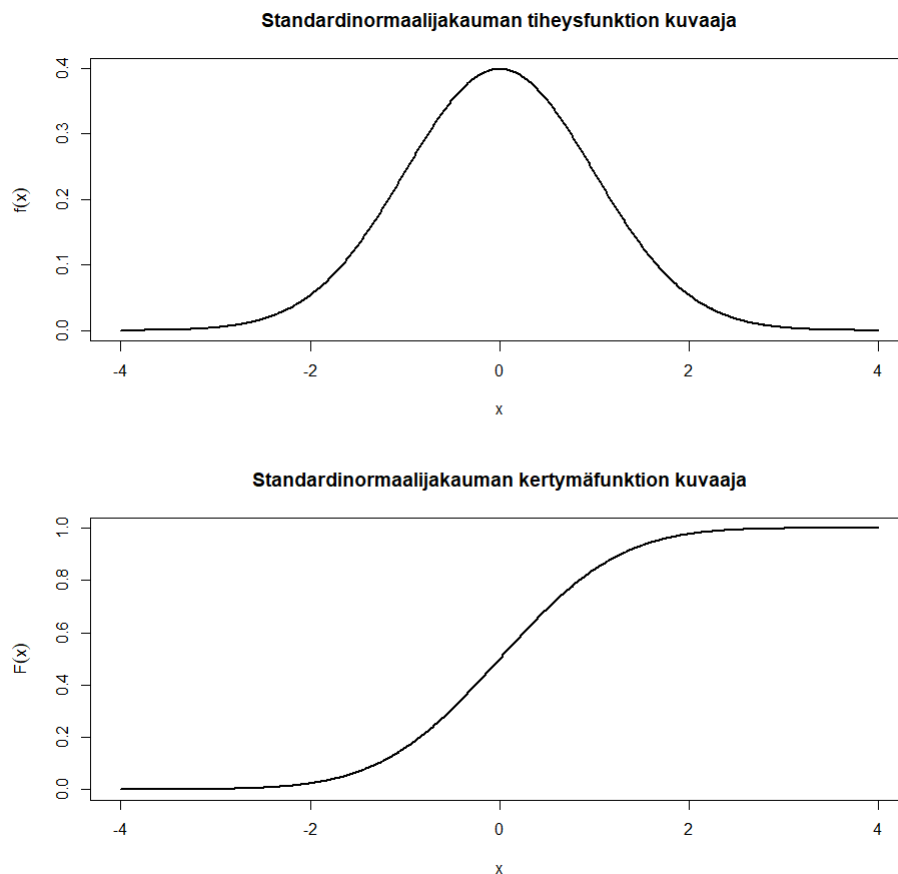 Standardinormaalijakauman tiheysfunktion kuvaaja
f(x)
0.4
0.3
0.2
0.1
0.0
-4 -2 0 2 4
x
Standardinormaalijakauman kertymäfunktion kuvaaja
F(x)
1.0
0.8
0.6
0.4
0.2
0.0
-4 -2 0 2 4
x